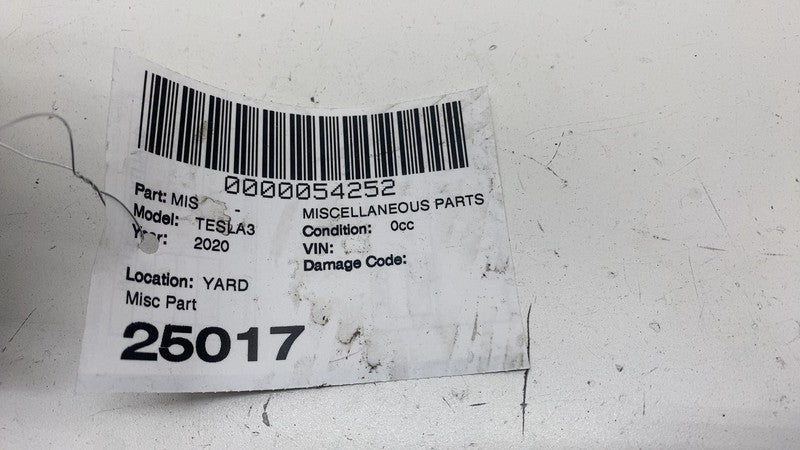 0000054252
Part: MIS - MISCELLANEOUS PARTS
Model: TESLA3 Condition: 0cc
Year: 2020 VIN:
Damage Code:
Location: YARD
Misc Part
25017